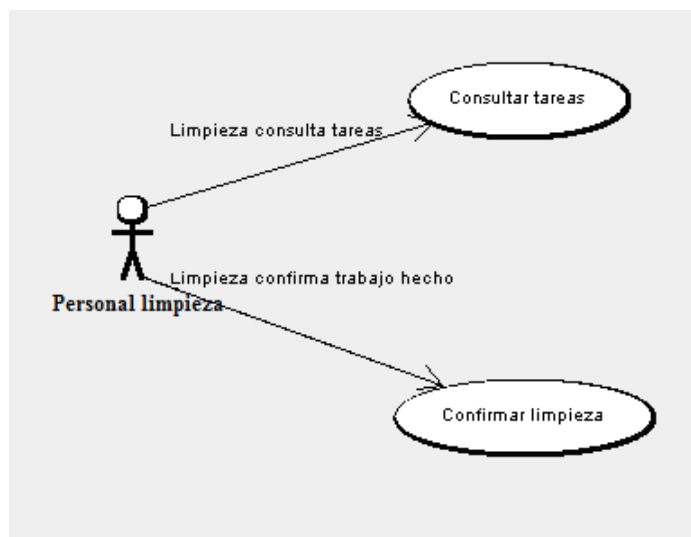 Consultar tareas
Limpieza consulta tareas
Limpieza confirma trabajo hecho
Personal limpieza
Confirmar limpieza